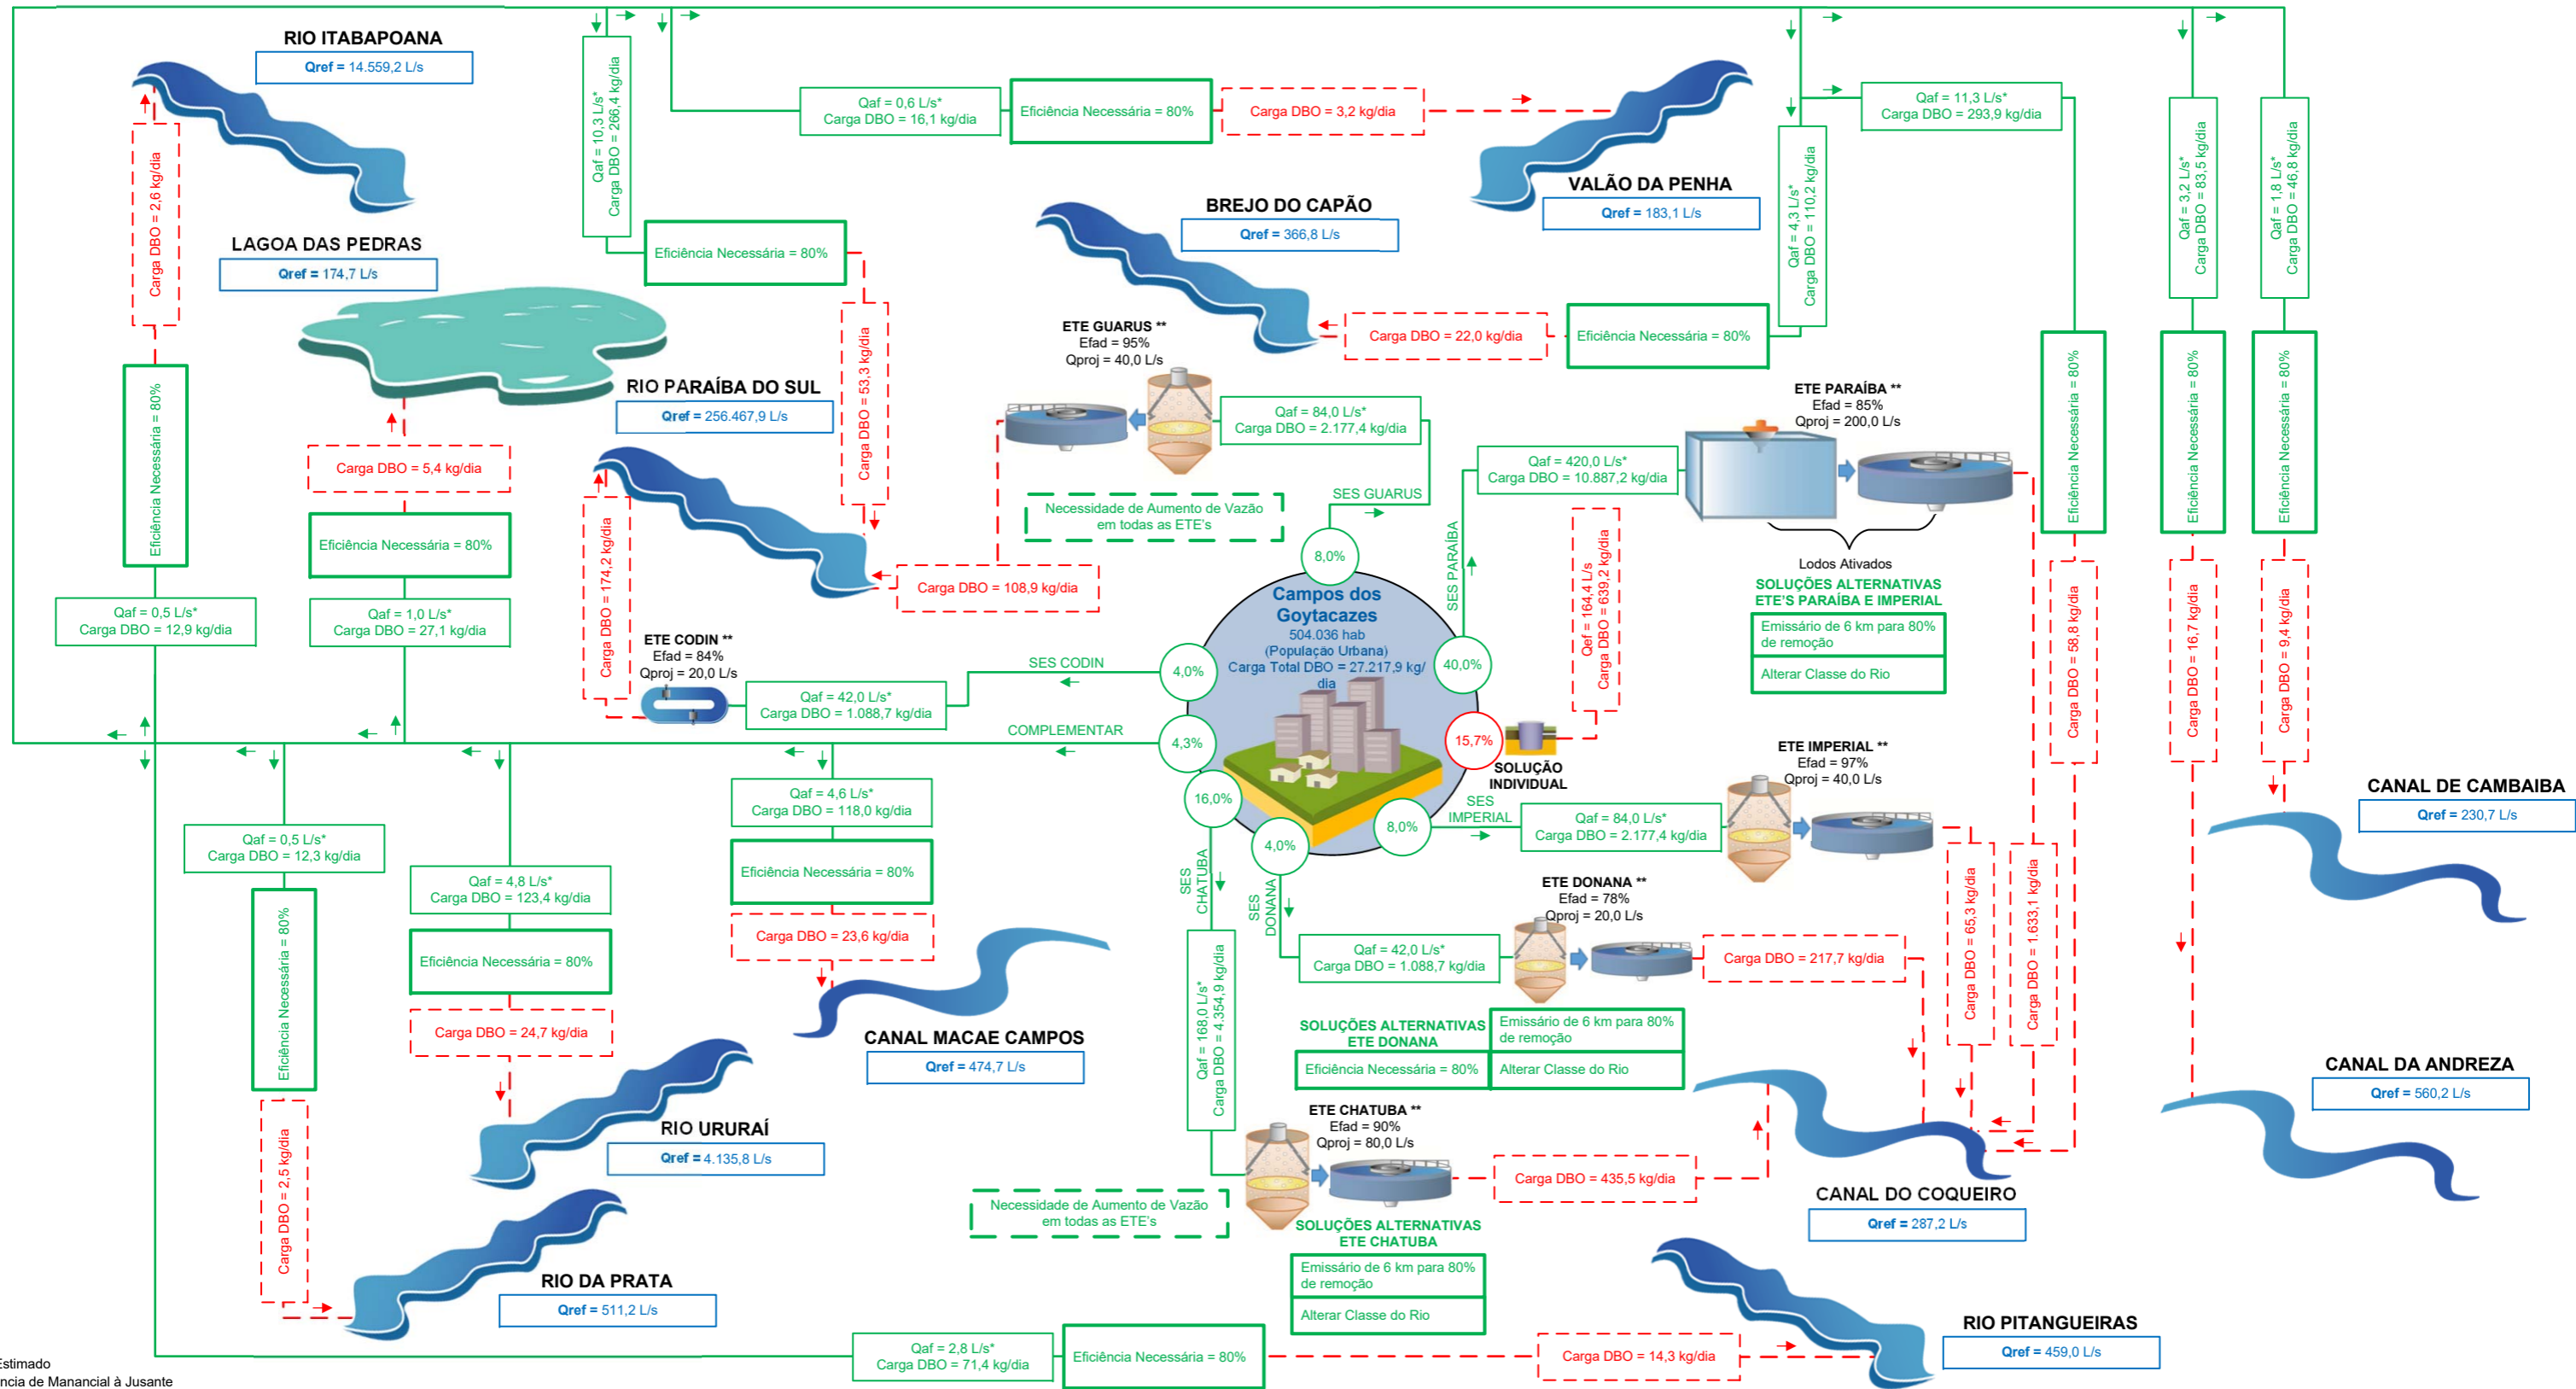 RIO ITABAPOANA
Qref = 14.559,2 L/s
Carga DBO = 2,6 kg/dia
Eficiência Necessária = 80%
Qaf = 0,5 L/s*
Carga DBO = 12,9 kg/dia
LAGOA DAS PEDRAS
Qref = 174,7 L/s
Carga DBO = 5,4 kg/dia
Eficiência Necessária = 80%
Qaf = 1,0 L/s*
Carga DBO = 27,1 kg/dia
Qaf = 10,3 L/s*
Carga DBO = 266,4 kg/dia
Eficiência Necessária = 80%
Carga DBO = 53,3 kg/dia
RIO PARAÍBA DO SUL
Qref = 256.467,9 L/s
Carga DBO = 174,2 kg/dia
Carga DBO = 108,9 kg/dia
Qaf = 0,6 L/s*
Carga DBO = 16,1 kg/dia
Eficiência Necessária = 80%
Carga DBO = 3,2 kg/dia
VALÃO DA PENHA
Qref = 183,1 L/s
BREJO DO CAPÃO
Qref = 366,8 L/s
Carga DBO = 22,0 kg/dia
Eficiência Necessária = 80%
Qaf = 4,3 L/s*
Carga DBO = 110,2 kg/dia
Qaf = 11,3 L/s*
Carga DBO = 293,9 kg/dia
Eficiência Necessária = 80%
Carga DBO = 58,8 kg/dia
Qaf = 3,2 L/s*
Carga DBO = 83,5 kg/dia
Eficiência Necessária = 80%
Carga DBO = 16,7 kg/dia
Qaf = 1,8 L/s*
Carga DBO = 46,8 kg/dia
Eficiência Necessária = 80%
Carga DBO = 9,4 kg/dia
ETE GUARUS **
Efad = 95%
Qproj = 40,0 L/s
Qaf = 84,0 L/s*
Carga DBO = 2.177,4 kg/dia
SES GUARUS
8,0%
Necessidade de Aumento de Vazão
em todas as ETE's
ETE PARAÍBA **
Efad = 85%
Qproj = 200,0 L/s
Qaf = 420,0 L/s*
Carga DBO = 10.887,2 kg/dia
SES PARAÍBA
40,0%
Lodos Ativados
SOLUÇÕES ALTERNATIVAS
ETE'S PARAÍBA E IMPERIAL
Emissário de 6 km para 80%
de remoção
Alterar Classe do Rio
Qef = 164,4 L/s
Carga DBO = 639,2 kg/dia
Campos dos
Goytacazes
504.036 hab
(População Urbana)
Carga Total DBO = 27.217,9 kg/
dia
15,7%
SOLUÇÃO
INDIVIDUAL
ETE CODIN **
Efad = 84%
Qproj = 20,0 L/s
Qaf = 42,0 L/s*
Carga DBO = 1.088,7 kg/dia
SES CODIN
4,0%
COMPLEMENTAR
4,3%
16,0%
4,0%
8,0%
SES
IMPERIAL
Qaf = 84,0 L/s*
Carga DBO = 2.177,4 kg/dia
ETE IMPERIAL **
Efad = 97%
Qproj = 40,0 L/s
Carga DBO = 65,3 kg/dia
Carga DBO = 1.633,1 kg/dia
CANAL DE CAMBAIBA
Qref = 230,7 L/s
SES
CHATUBA
SES
DONANA
ETE DONANA **
Efad = 78%
Qproj = 20,0 L/s
Qaf = 42,0 L/s*
Carga DBO = 1.088,7 kg/dia
Carga DBO = 217,7 kg/dia
SOLUÇÕES ALTERNATIVAS
ETE DONANA
Emissário de 6 km para 80%
de remoção
Eficiência Necessária = 80%
Alterar Classe do Rio
Qaf = 168,0 L/s*
Carga DBO = 4.354,9 kg/dia
ETE CHATUBA **
Efad = 90%
Qproj = 80,0 L/s
Carga DBO = 435,5 kg/dia
Necessidade de Aumento de Vazão
em todas as ETE's
SOLUÇÕES ALTERNATIVAS
ETE CHATUBA
Emissário de 6 km para 80%
de remoção
Alterar Classe do Rio
CANAL DO COQUEIRO
Qref = 287,2 L/s
CANAL DA ANDREZA
Qref = 560,2 L/s
Qaf = 4,6 L/s*
Carga DBO = 118,0 kg/dia
Eficiência Necessária = 80%
Carga DBO = 23,6 kg/dia
CANAL MACAE CAMPOS
Qref = 474,7 L/s
Qaf = 0,5 L/s*
Carga DBO = 12,3 kg/dia
Eficiência Necessária = 80%
Carga DBO = 2,5 kg/dia
Qaf = 4,8 L/s*
Carga DBO = 123,4 kg/dia
Eficiência Necessária = 80%
Carga DBO = 24,7 kg/dia
RIO URURAÍ
Qref = 4.135,8 L/s
RIO DA PRATA
Qref = 511,2 L/s
Qaf = 2,8 L/s*
Carga DBO = 71,4 kg/dia
Eficiência Necessária = 80%
Carga DBO = 14,3 kg/dia
RIO PITANGUEIRAS
Qref = 459,0 L/s
Estimado
ncia de Manancial à Jusante